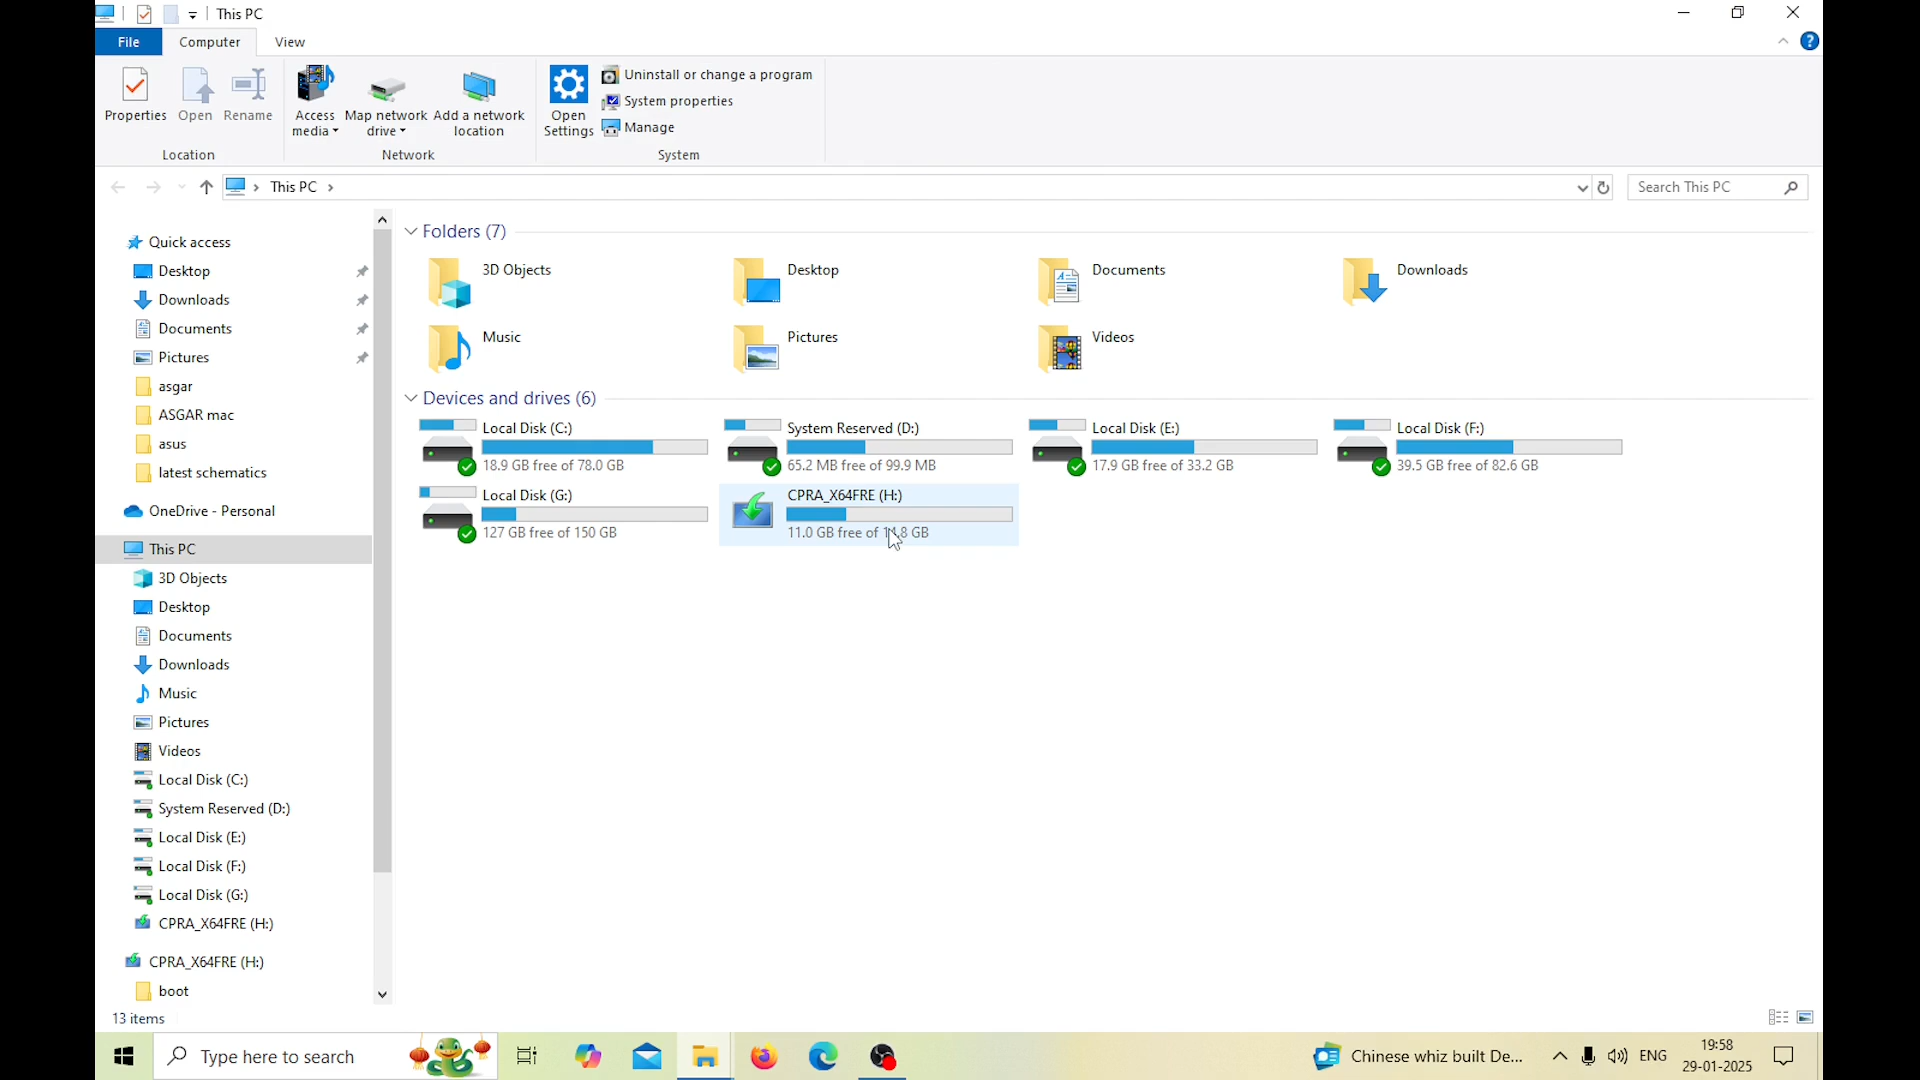 This PC
File
Computer
View
Properties
Open
Rename
Access
media
Map network
drive
Add a network
location
Open
Settings
Uninstall or change a program
System properties
Manage
Location
Network
System
This PC
Search This PC
Quick access
Desktop
Downloads
Documents
Pictures
asgar
ASGAR mac
asus
latest schematics
OneDrive - Personal
This PC
3D Objects
Desktop
Documents
Downloads
Music
Pictures
Videos
Local Disk (C:)
System Reserved (D:)
Local Disk (E:)
Local Disk (F:)
Local Disk (G:)
CPRA_X64FRE (H:)
CPRA_X64FRE (H:)
boot
Folders (7)
3D Objects
Desktop
Documents
Downloads
Music
Pictures
Videos
Devices and drives (6)
Local Disk (C:)
18.9 GB free of 78.0 GB
System Reserved (D:)
65.2 MB free of 99.9 MB
Local Disk (E:)
17.9 GB free of 33.2 GB
Local Disk (F:)
39.5 GB free of 82.6 GB
Local Disk (G:)
127 GB free of 150 GB
CPRA_X64FRE (H:)
11.0 GB free of 14.8 GB
13 items
Type here to search
Chinese whiz built De...
ENG
19:58
29-01-2025